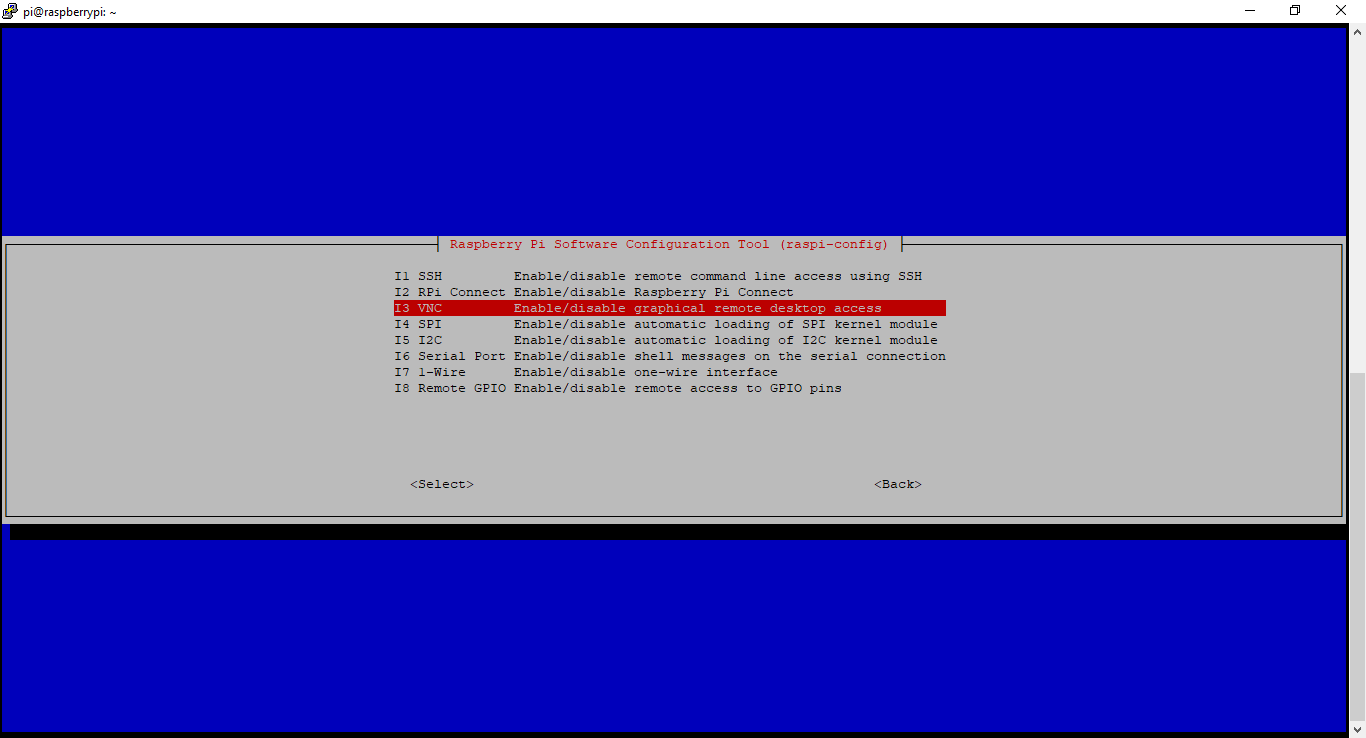 pi@raspberrypi: ~
Raspberry Pi Software Configuration Tool (raspi-config)
I1 SSH Enable/disable remote command line access using SSH
I2 RPi Connect Enable/disable Raspberry Pi Connect
I3 VNC Enable/disable graphical remote desktop access
I4 SPI Enable/disable automatic loading of SPI kernel module
I5 I2C Enable/disable automatic loading of I2C kernel module
I6 Serial Port Enable/disable shell messages on the serial connection
I7 1-Wire Enable/disable one-wire interface
I8 Remote GPIO Enable/disable remote access to GPIO pins
<Select> <Back>